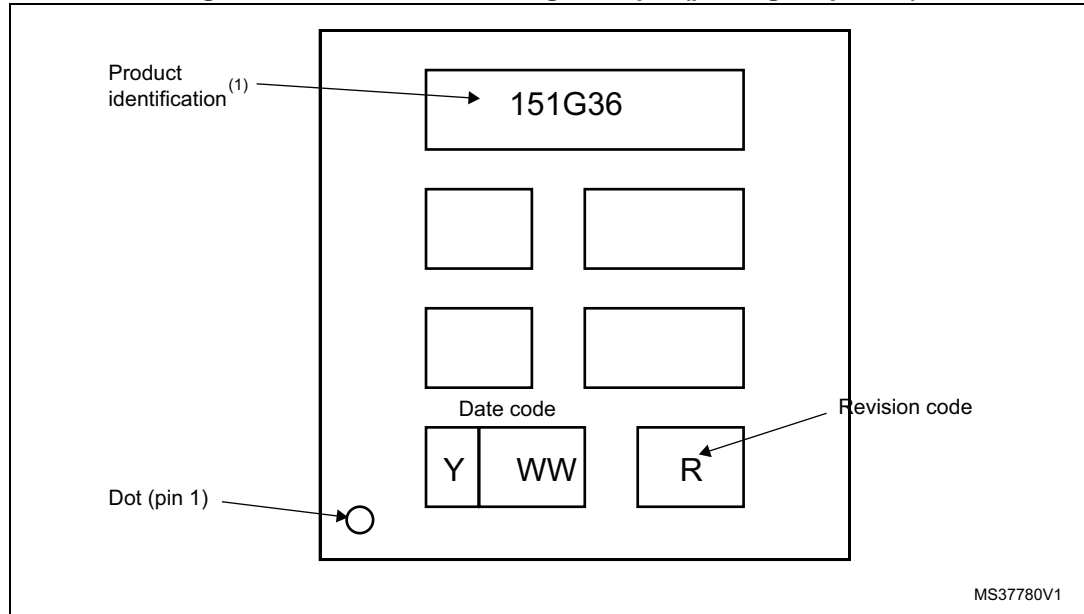 Product
identification (1)
151G36
Date code
Revision code
Y WW R
Dot (pin 1)
MS37780V1